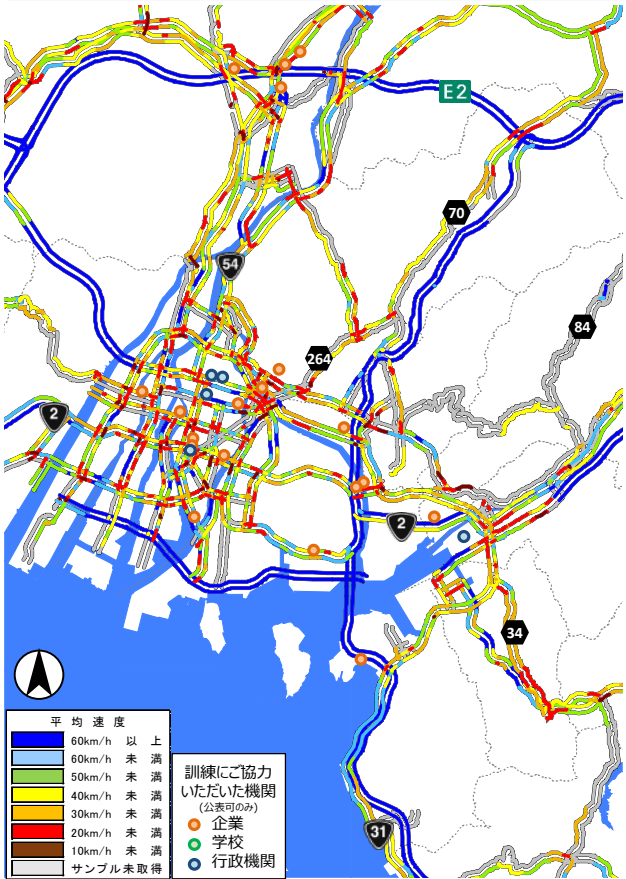 E2
70
54
84
264
2
2
34
31
平均速度
60km/h 以上
60km/h 未満
50km/h 未満
40km/h 未満
30km/h 未満
20km/h 未満
10km/h 未満
サンプル未取得
訓練にご協力
いただいた機関
(公表可のみ)
企業
学校
行政機関